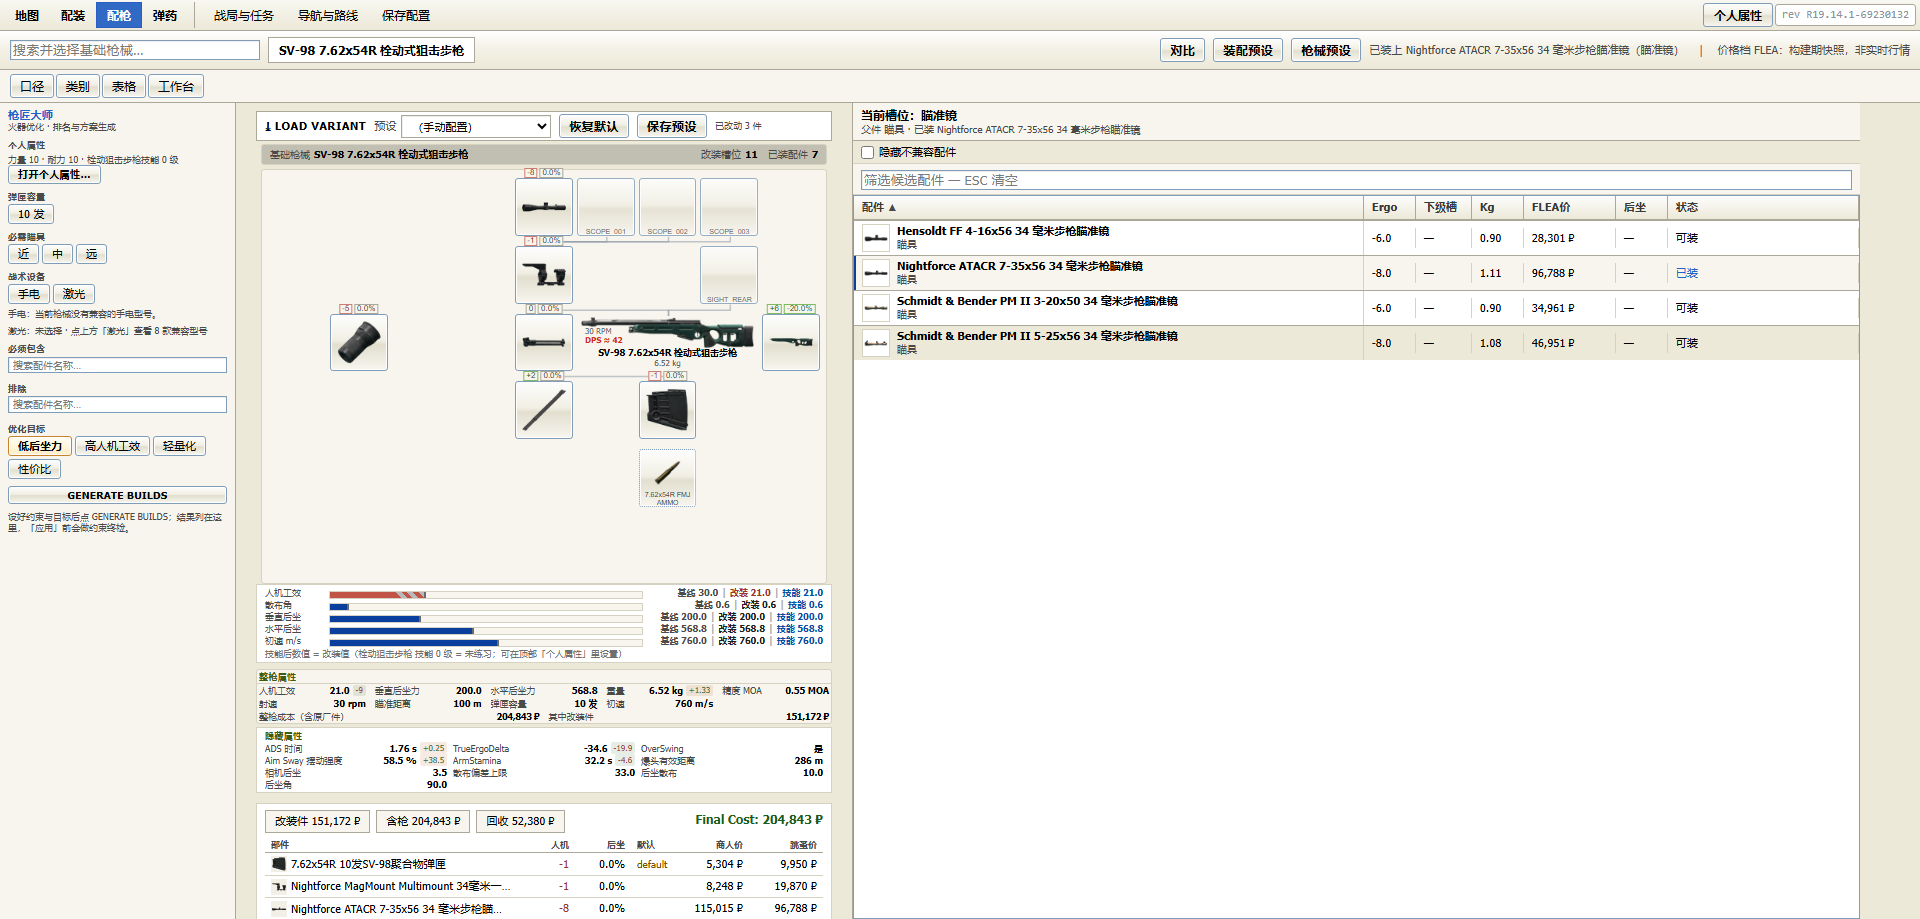 地图 配装 配枪 弹药 战局与任务 导航与路线 保存配置 个人属性 rev R19.14.1-69230132
搜索并选择基础枪械... SV-98 7.62x54R 栓动式狙击步枪 对比 装配预设 枪械预设 已装上 Nightforce ATACR 7-35x56 34 毫米步枪瞄准镜（瞄准镜） | 价格档 FLEA：构建期快照，非实时行情
口径 类别 表格 工作台
枪匠大师
火器优化 · 排名与方案生成
个人属性
力量 10 · 耐力 10 · 栓动狙击步枪技能 0 级
打开个人属性...
弹匣容量
10 发
必需瞄具
近 中 远
战术设备
手电 激光
手电：当前枪械没有兼容的手电型号。
激光：未选择 · 点上方「激光」查看 8 款兼容型号
必须包含
搜索配件名称...
排除
搜索配件名称...
优化目标
低后坐力 高人机工效 轻量化
性价比
GENERATE BUILDS
设好约束与目标后点 GENERATE BUILDS；结果列在这
里，「应用」前会做约束终检。
⤓ LOAD VARIANT 预设 (手动配置) 恢复默认 保存预设 已改动 3 件
基础枪械 SV-98 7.62x54R 栓动式狙击步枪 改装槽位 11 已装配件 7
-8 0.0%
SCOPE_001 SCOPE_002 SCOPE_003
-1 0.0%
SIGHT_REAR
-5 0.0% 0 0.0% +6 -20.0%
30 RPM
DPS ≈ 42
SV-98 7.62x54R 栓动式狙击步枪
6.52 kg
+2 0.0% -1 0.0%
7.62x54R FMJ
AMMO
人机工效 基线 30.0 | 改装 21.0 | 技能 21.0
散布角 基线 0.6 | 改装 0.6 | 技能 0.6
垂直后坐 基线 200.0 | 改装 200.0 | 技能 200.0
水平后坐 基线 568.8 | 改装 568.8 | 技能 568.8
初速 m/s 基线 760.0 | 改装 760.0 | 技能 760.0
技能后数值 = 改装值（栓动狙击步枪 技能 0 级 = 未练习；可在顶部「个人属性」里设置）
整枪属性
人机工效 21.0 -9 垂直后坐力 200.0 水平后坐力 568.8 重量 6.52 kg +1.33 精度 MOA 0.55 MOA
射速 30 rpm 瞄准距离 100 m 弹匣容量 10 发 初速 760 m/s
整枪成本（含原厂件） 204,843 ₽ 其中改装件 151,172 ₽
隐藏属性
ADS 时间 1.76 s +0.25 TrueErgoDelta -34.6 -19.9 OverSwing 是
Aim Sway 摆动强度 58.5 % +38.5 ArmStamina 32.2 s -4.6 爆头有效距离 286 m
相机后坐 3.5 散布偏差上限 33.0 后坐散布 10.0
后坐角 90.0
改装件 151,172 ₽ 含枪 204,843 ₽ 回收 52,380 ₽ Final Cost: 204,843 ₽
部件 人机 后坐 默认 商人价 跳蚤价
7.62x54R 10发SV-98聚合物弹匣 -1 0.0% default 5,304 ₽ 9,950 ₽
Nightforce MagMount Multimount 34毫米一... -1 0.0% 8,248 ₽ 19,870 ₽
Nightforce ATACR 7-35x56 34 毫米步枪瞄... -8 0.0% 115,015 ₽ 96,788 ₽
当前槽位：瞄准镜
父件 瞄具 · 已装 Nightforce ATACR 7-35x56 34 毫米步枪瞄准镜
隐藏不兼容配件
筛选候选配件 — ESC 清空
配件 ▲ Ergo 下级槽 Kg FLEA价 后坐 状态
Hensoldt FF 4-16x56 34 毫米步枪瞄准镜
瞄具 -6.0 — 0.90 28,301 ₽ — 可装
Nightforce ATACR 7-35x56 34 毫米步枪瞄准镜
瞄具 -8.0 — 1.11 96,788 ₽ — 已装
Schmidt & Bender PM II 3-20x50 34 毫米步枪瞄准镜
瞄具 -6.0 — 0.90 34,961 ₽ — 可装
Schmidt & Bender PM II 5-25x56 34 毫米步枪瞄准镜
瞄具 -8.0 — 1.08 46,951 ₽ — 可装